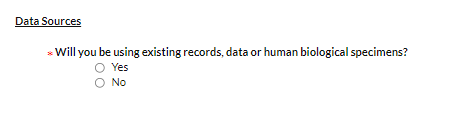 Data Sources
* Will you be using existing records, data or human biological specimens?
Yes
No